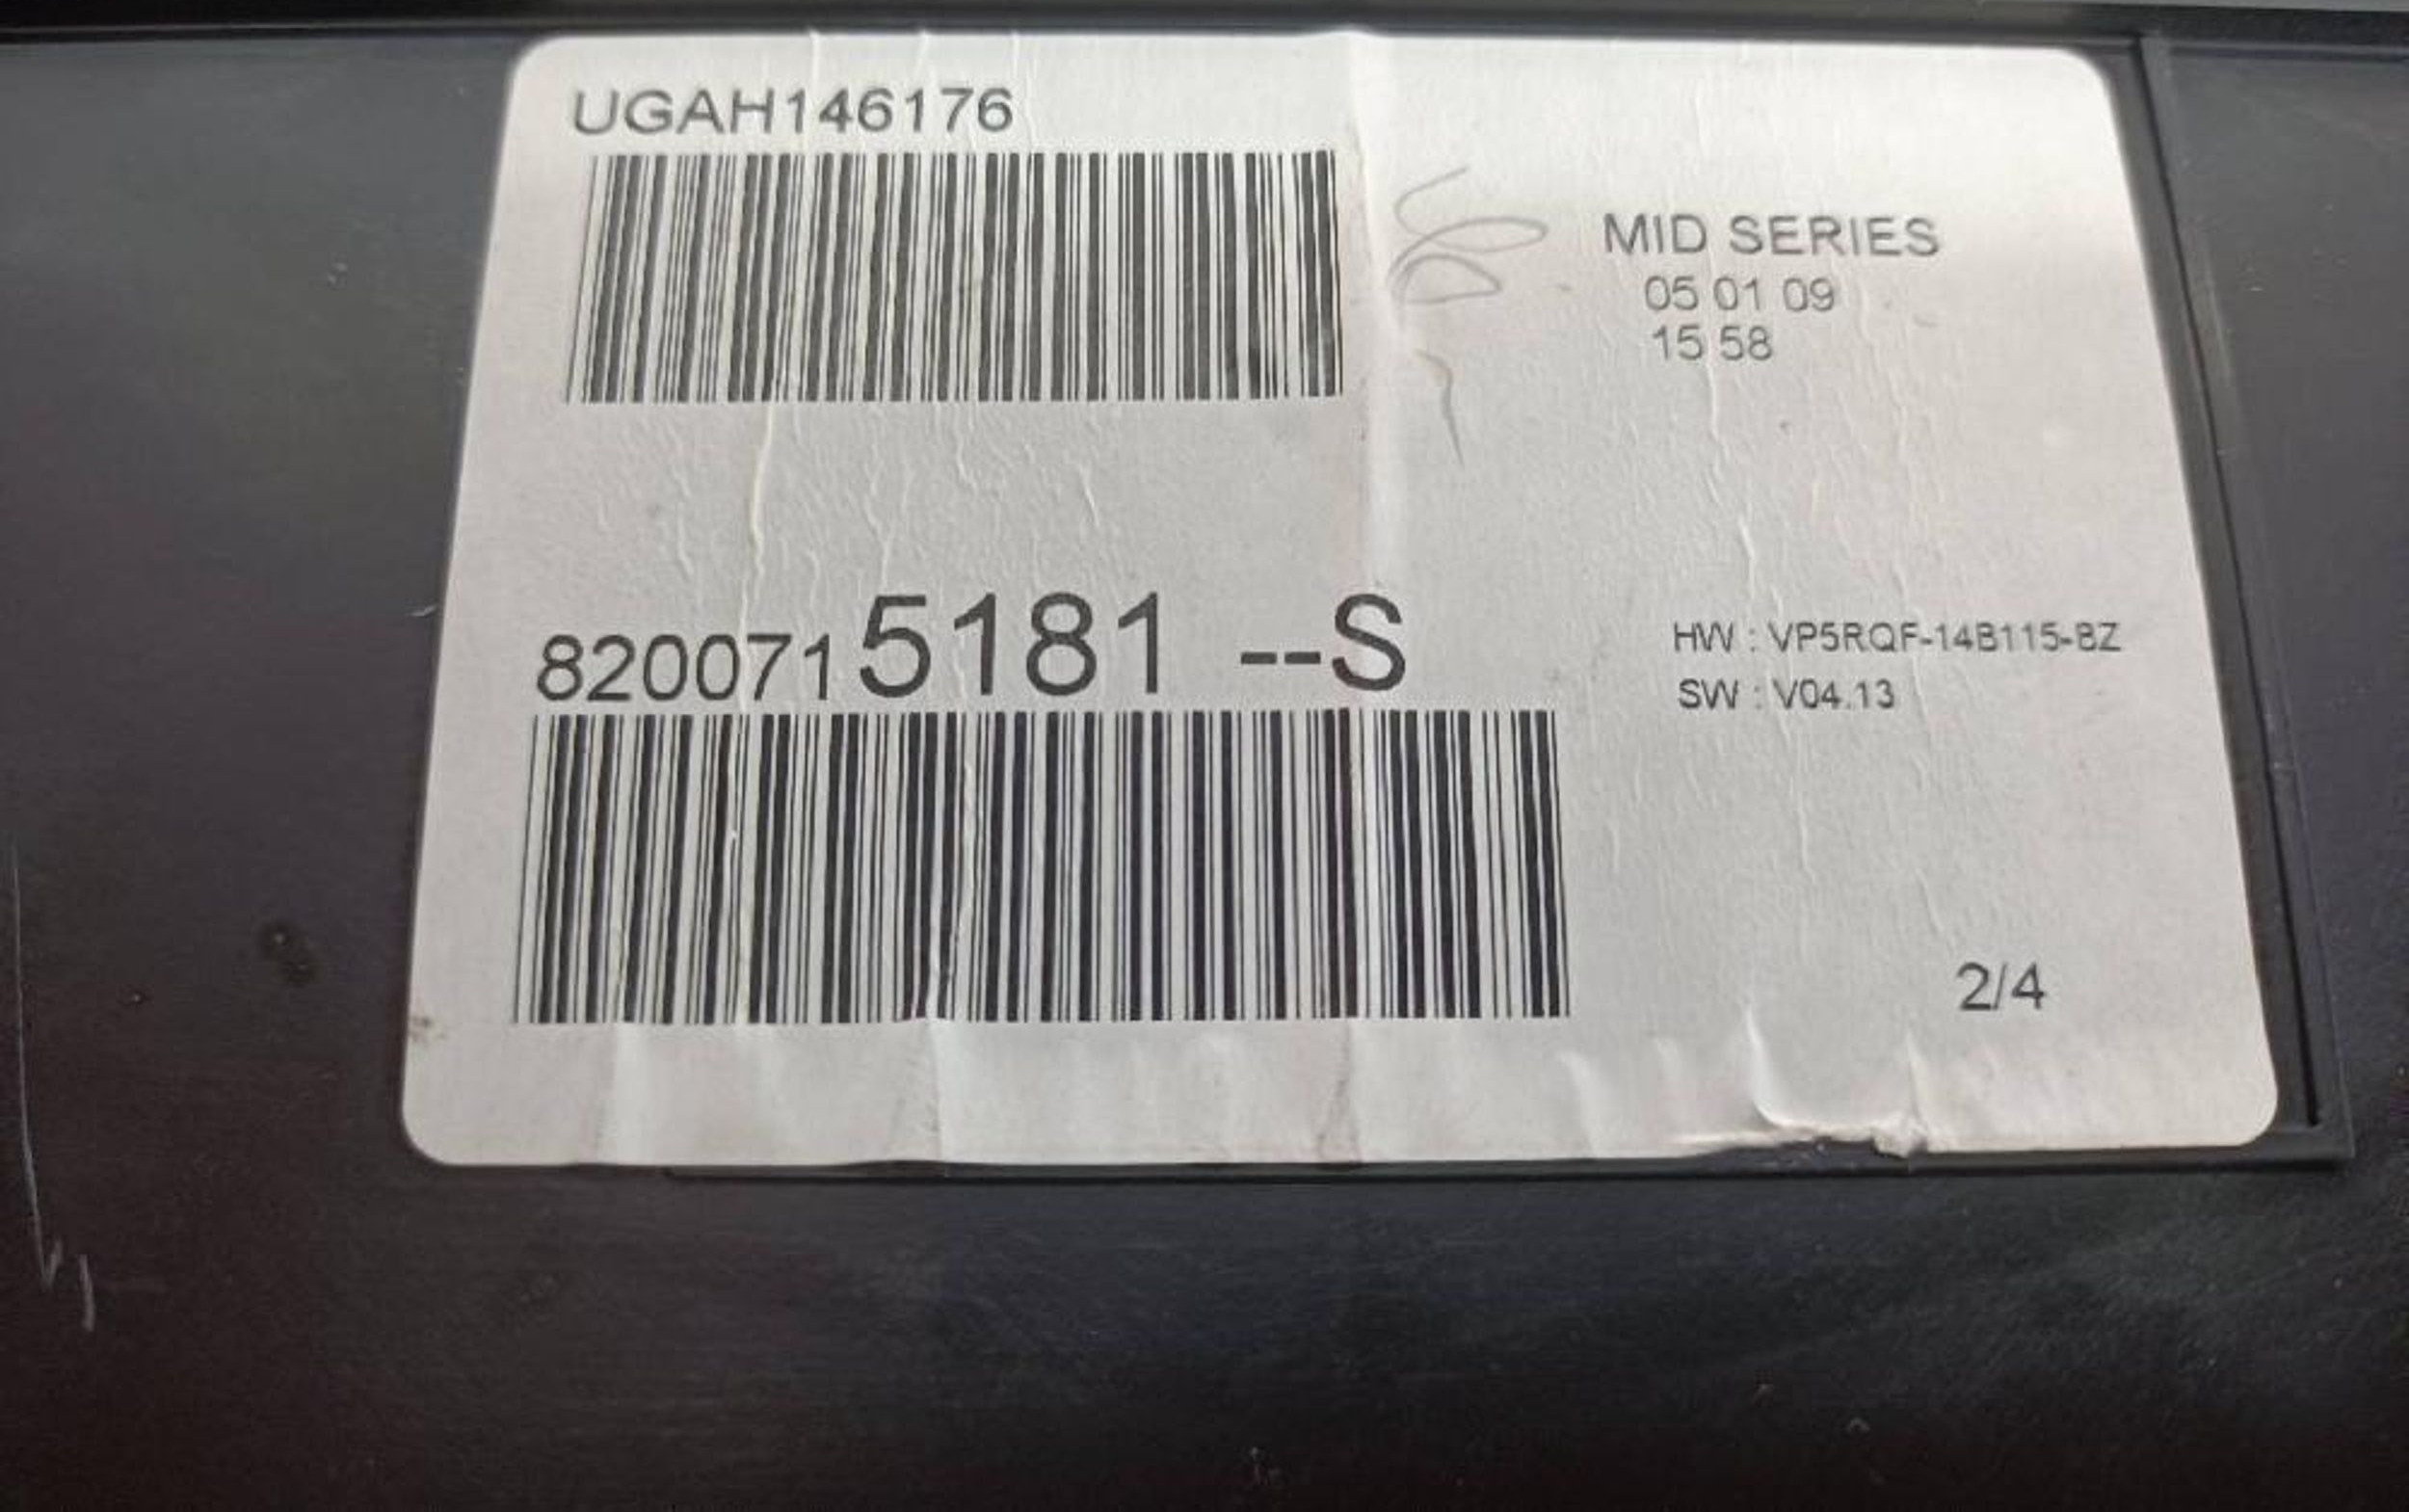 UGAH146176
MID SERIES
05 01 09
15 58
8200715181 --S
HW : VP5RQF-14B115-BZ
SW : V04.13
2/4